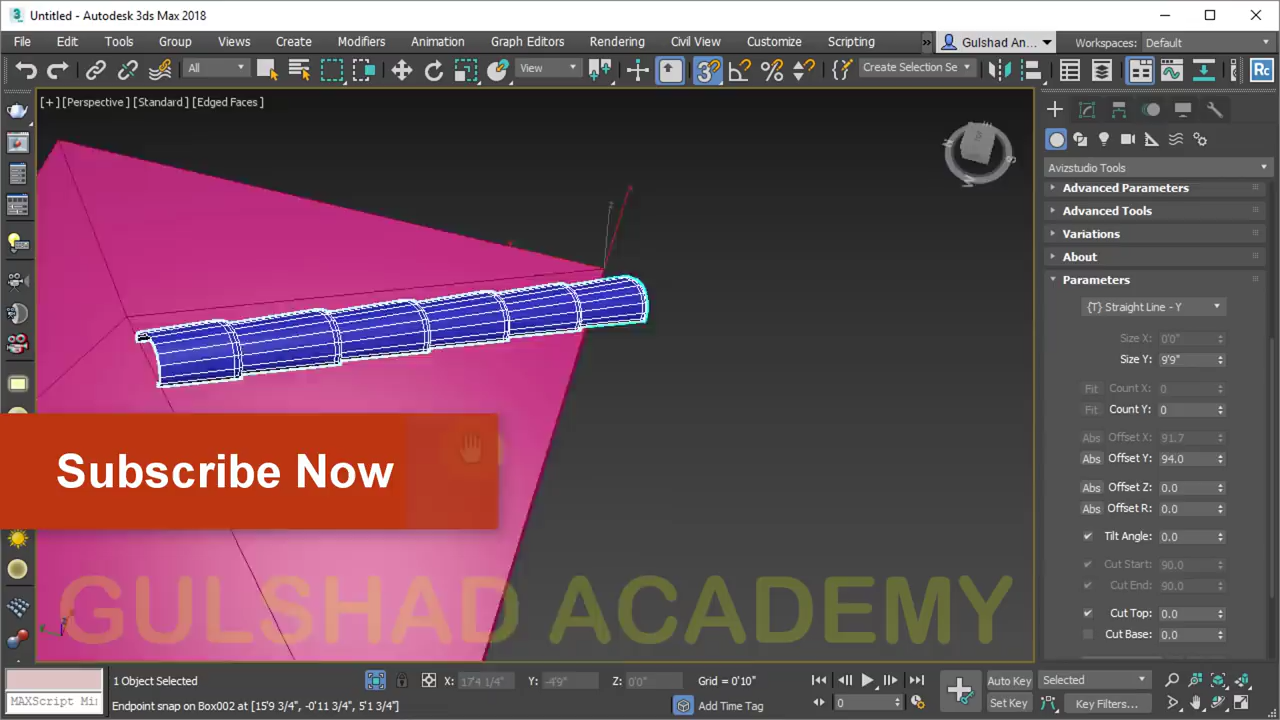 Untitled - Autodesk 3ds Max 2018
File Edit Tools Group Views Create Modifiers Animation Graph Editors Rendering Civil View Customize Scripting » Gulshad An... Workspaces: Default
All View Create Selection Se Rc
[+] [Perspective] [Standard] [Edged Faces]
Avizstudio Tools
Advanced Parameters
Advanced Tools
Variations
About
Parameters
{T} Straight Line - Y
Size X: 0'0"
Size Y: 9'9"
Fit Count X: 0
Fit Count Y: 0
Abs Offset X: 91.7
Abs Offset Y: 94.0
Abs Offset Z: 0.0
Abs Offset R: 0.0
Tilt Angle: 0.0
Cut Start: 90.0
Cut End: 90.0
Cut Top: 0.0
Cut Base: 0.0
Subscribe Now
GULSHAD ACADEMY
1 Object Selected X: 17'4 1/4" Y: -4'9" Z: 0'0" Grid = 0'10" Auto Key Selected
MAXScript Mi Endpoint snap on Box002 at [15'9 3/4", -0'11 3/4", 5'1 3/4"] Add Time Tag 0 Set Key Key Filters...